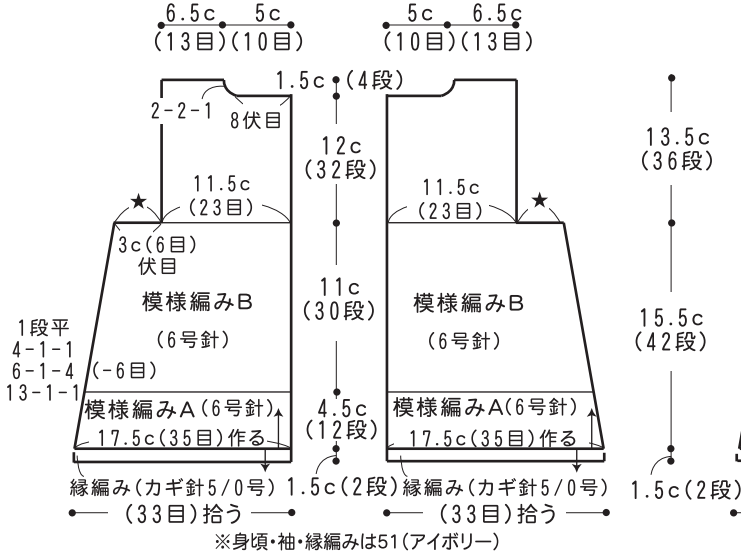 6.5c 5c 5c 6.5c
(13目) (10目) (10目) (13目)
1.5c(4段)
2-2-1
8伏目
12c
(32段)
13.5c
(36段)
11.5c
(23目)
11.5c
(23目)
★
★
3c(6目)
伏目
模様編みB
(6号針)
11c
(30段)
模様編みB
(6号針)
15.5c
(42段)
1段平
4-1-1
6-1-4 (-6目)
13-1-1
模様編みA(6号針)
4.5c
(12段)
模様編みA(6号針)
17.5c(35目)作る
17.5c(35目)作る
縁編み(カギ針5/0号) 1.5c(2段) 縁編み(カギ針5/0号) 1.5c(2段)
(33目)拾う (33目)拾う
※身頃・袖・縁編みは51(アイボリー)